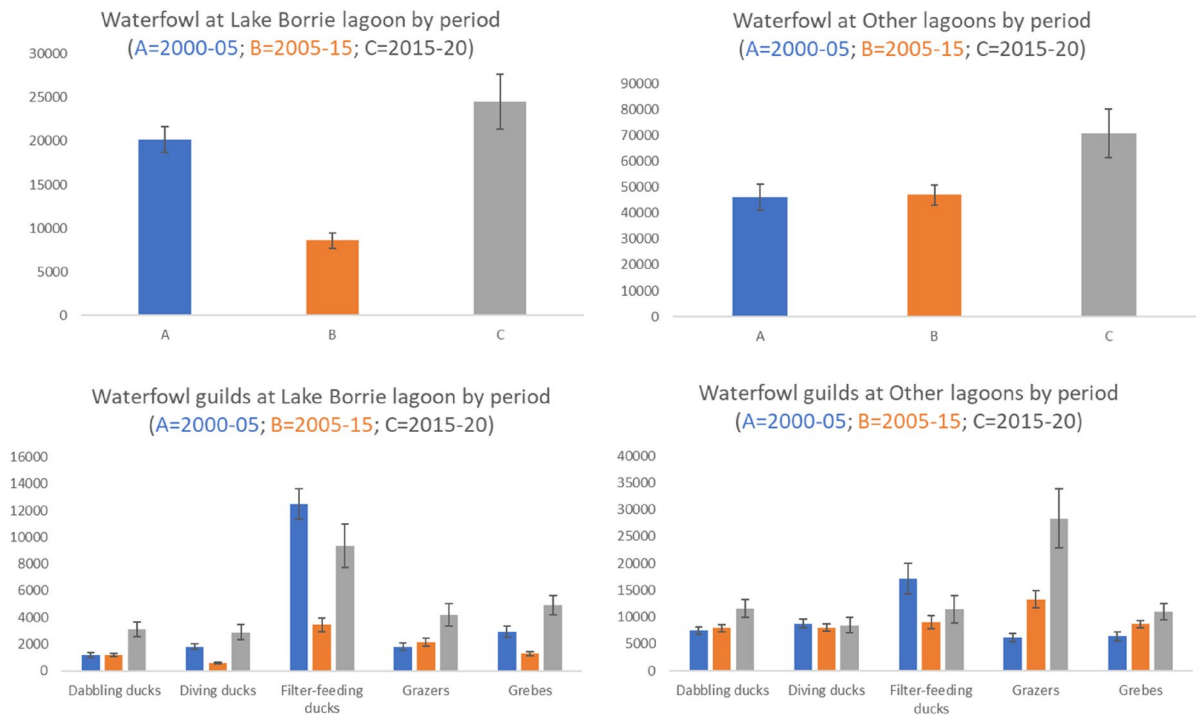 Waterfowl at Lake Borrie lagoon by period
(A=2000-05; B=2005-15; C=2015-20)
30000
25000
20000
15000
10000
5000
0
A B C
Waterfowl at Other lagoons by period
(A=2000-05; B=2005-15; C=2015-20)
90000
80000
70000
60000
50000
40000
30000
20000
10000
0
A B C
Waterfowl guilds at Lake Borrie lagoon by period
(A=2000-05; B=2005-15; C=2015-20)
16000
14000
12000
10000
8000
6000
4000
2000
0
Dabbling ducks Diving ducks Filter-feeding Grazers Grebes
ducks
Waterfowl guilds at Other lagoons by period
(A=2000-05; B=2005-15; C=2015-20)
40000
35000
30000
25000
20000
15000
10000
5000
0
Dabbling ducks Diving ducks Filter-feeding Grazers Grebes
ducks